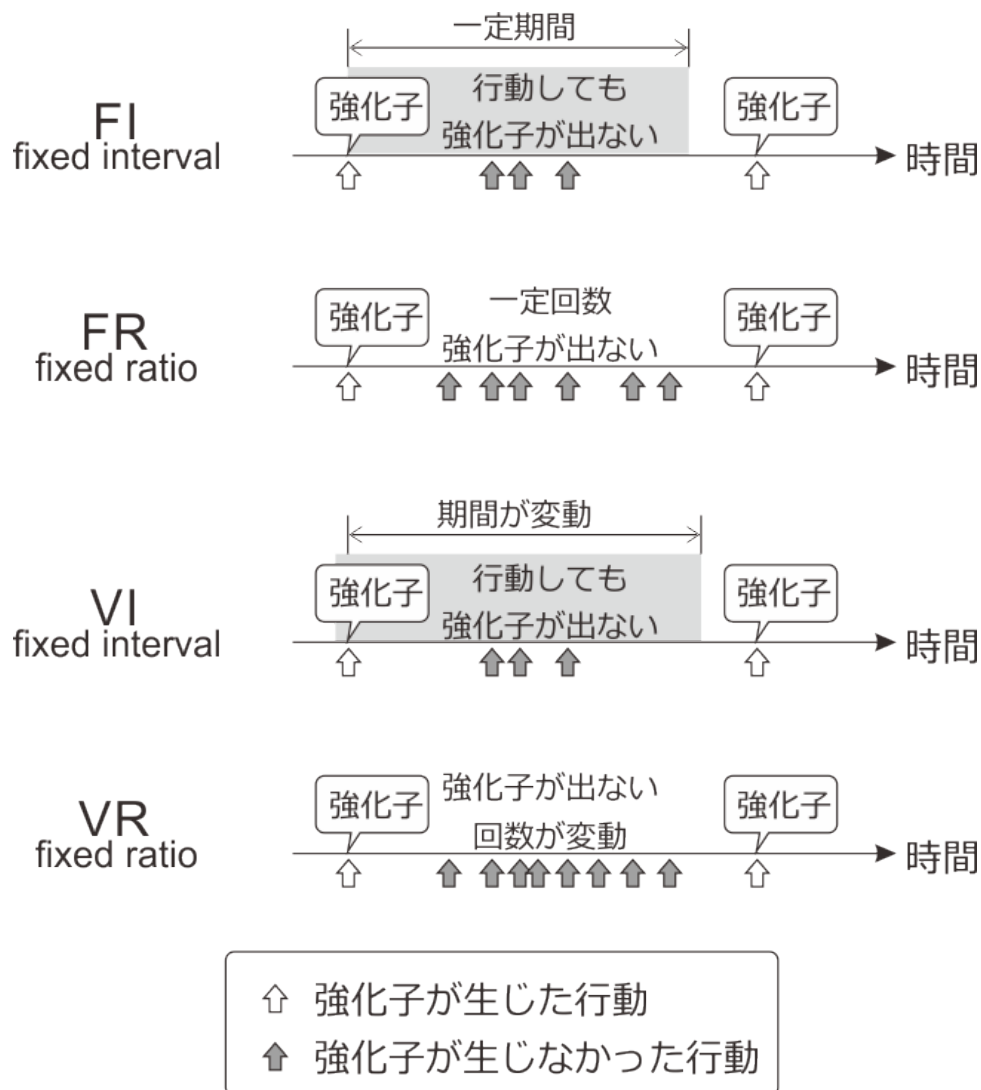 一定期間
FI
fixed interval
強化子
行動しても
強化子が出ない
強化子
時間
FR
fixed ratio
強化子
一定回数
強化子が出ない
強化子
時間
期間が変動
VI
fixed interval
強化子
行動しても
強化子が出ない
強化子
時間
VR
fixed ratio
強化子
強化子が出ない
回数が変動
強化子
時間
強化子が生じた行動
強化子が生じなかった行動